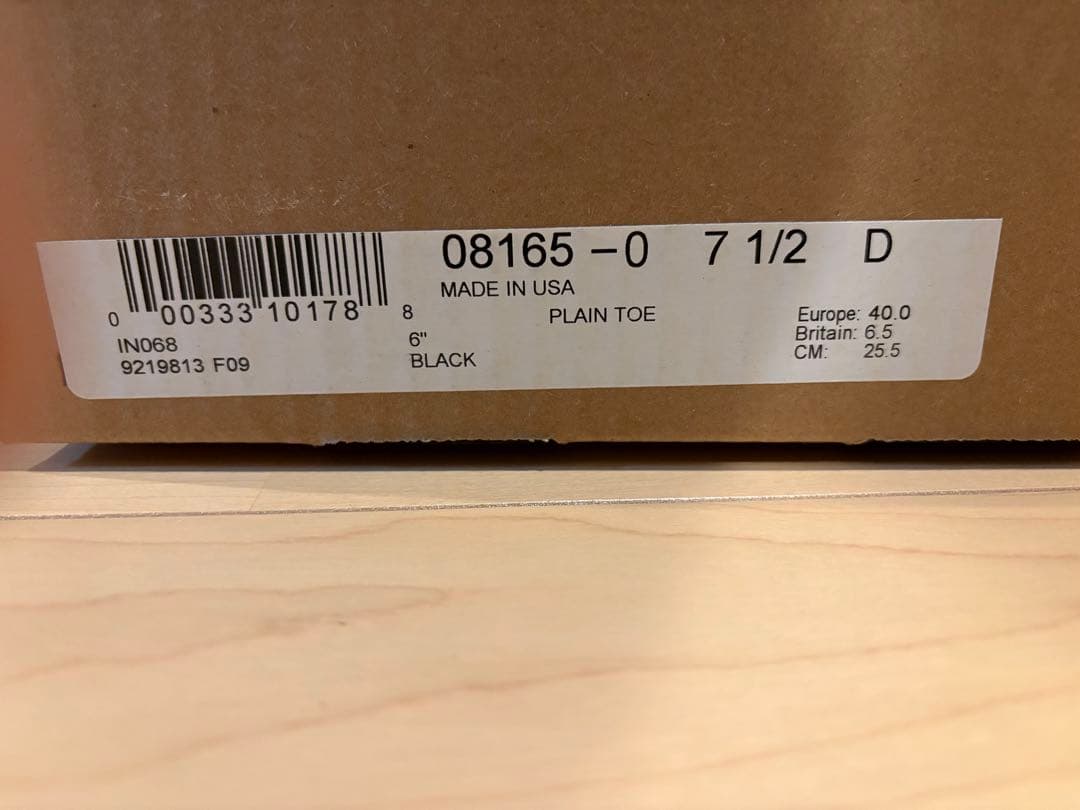 08165 – 0 7 1/2 D
MADE IN USA
PLAIN TOE
0 00333 10178 8
IN068
9219813 F09
6"
BLACK
Europe: 40.0
Britain: 6.5
CM: 25.5